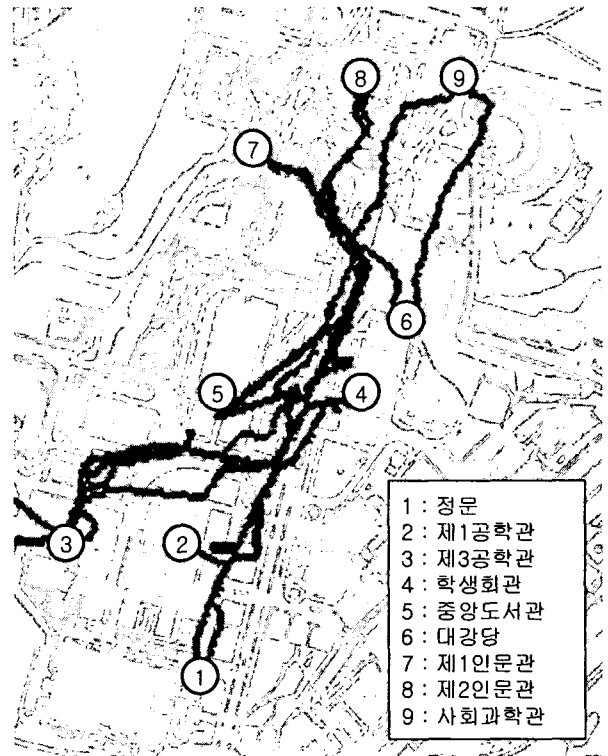 8
9
7
6
5
4
3
2
1
1 : 정문
2 : 제1공학관
3 : 제3공학관
4 : 학생회관
5 : 중앙도서관
6 : 대강당
7 : 제1인문관
8 : 제2인문관
9 : 사회과학관